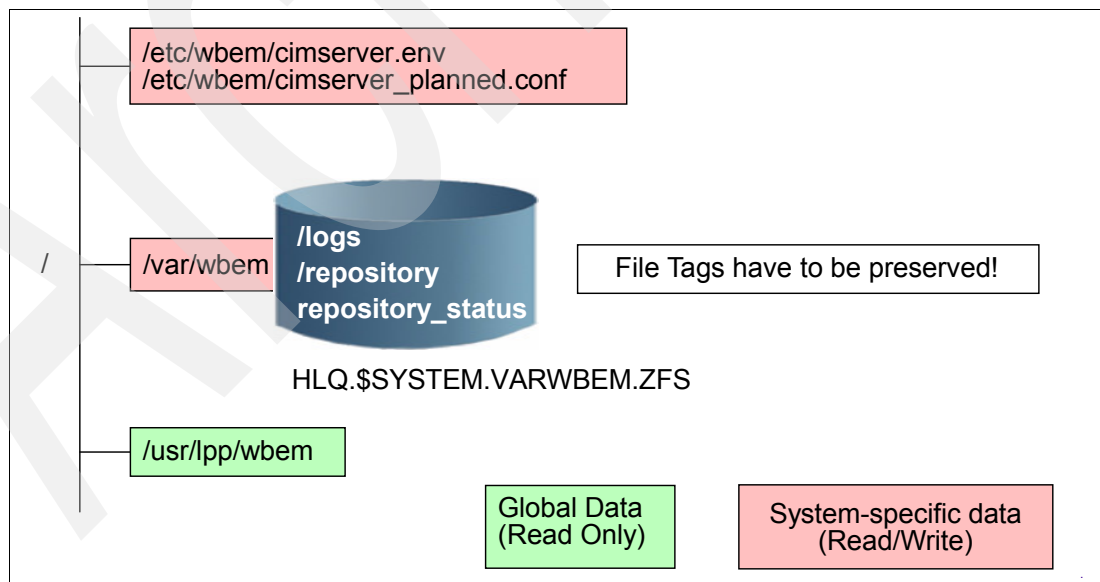 /etc/wbem/cimserver.env
/etc/wbem/cimserver_planned.conf
/
/var/wbem
/logs
/repository
repository_status
File Tags have to be preserved!
HLQ.$SYSTEM.VARWBEM.ZFS
/usr/lpp/wbem
Global Data
(Read Only)
System-specific data
(Read/Write)